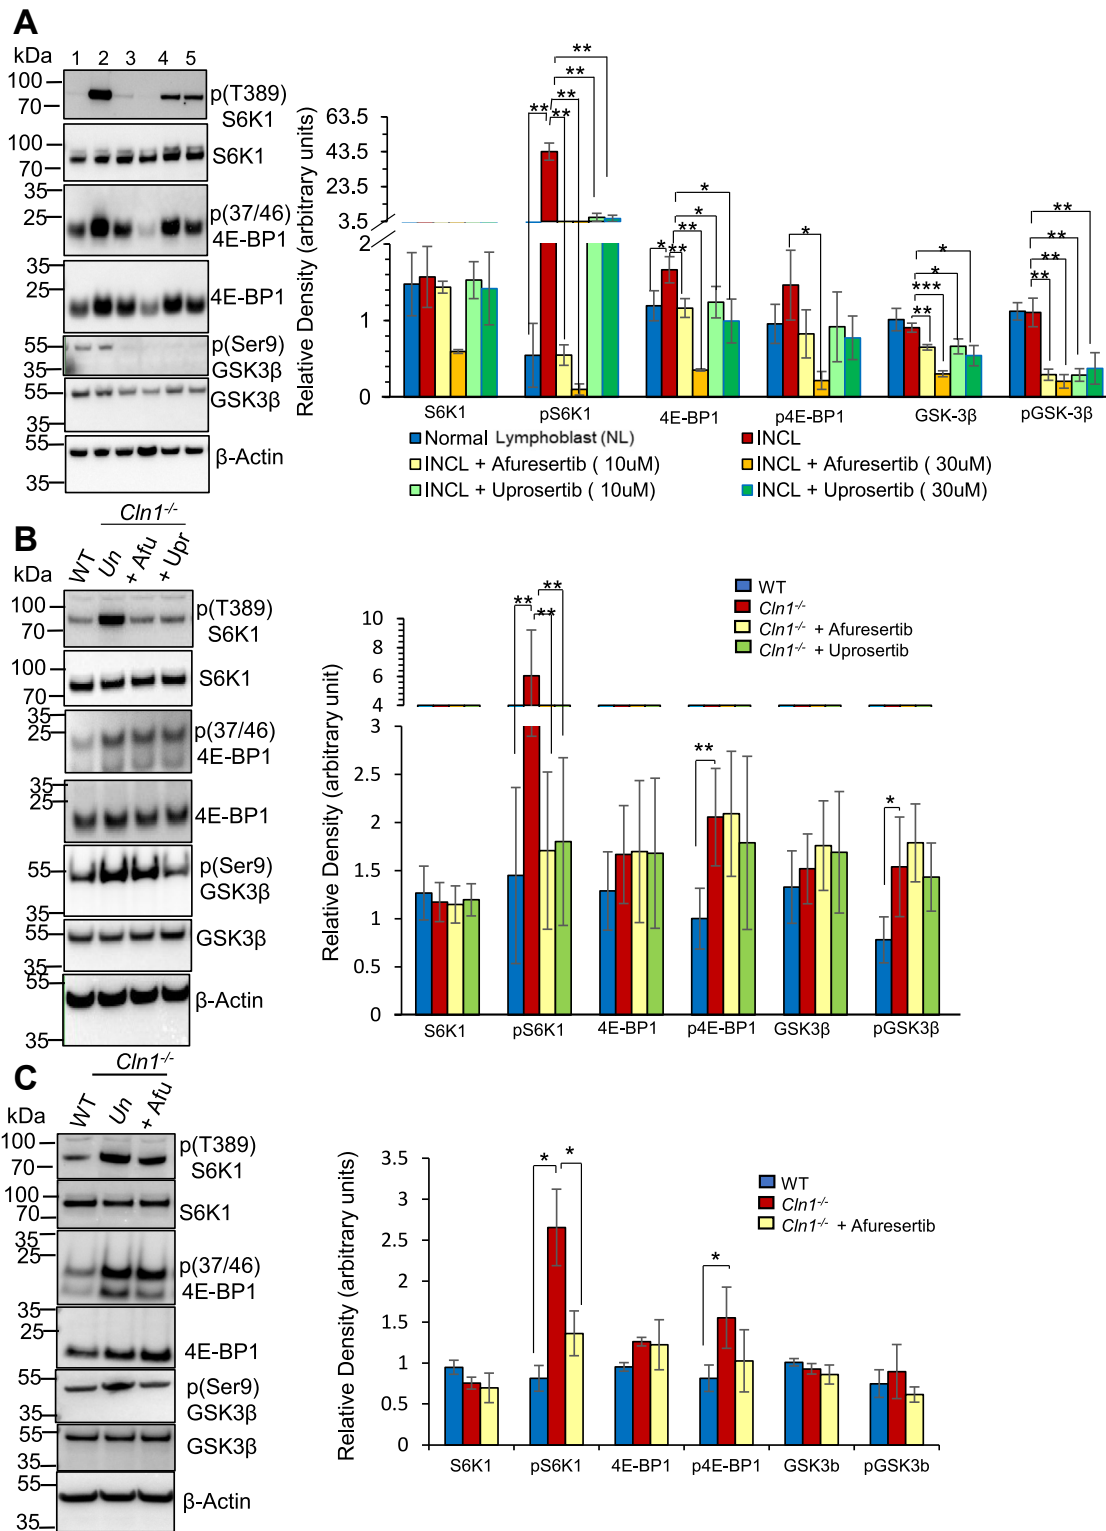 A
kDa
1 2 3 4 5
100
70
p(T389)
S6K1
100
70
S6K1
35
25
p(37/46)
4E-BP1
35
25
4E-BP1
55
35
p(Ser9)
GSK3β
55
35
GSK3β
55
35
β-Actin
Relative Density (arbitrary units)
63.5
43.5
23.5
3.5
2
1
0
** ** ** ** **
* ** ** * *
*
** *** * **
** ** ** **
S6K1 pS6K1 4E-BP1 p4E-BP1 GSK-3β pGSK-3β
Normal Lymphoblast (NL) INCL
INCL + Afuresertib ( 10uM) INCL + Afuresertib ( 30uM)
INCL + Uprosertib ( 10uM) INCL + Uprosertib ( 30uM)
B
Cln1-/-
kDa
WT Un + Afu + Upr
100
70
p(T389)
S6K1
100
70
S6K1
35
25
p(37/46)
4E-BP1
35
25
4E-BP1
55
35
p(Ser9)
GSK3β
55
35
GSK3β
55
35
β-Actin
Relative Density (arbitrary unit)
10
8
6
4
3
2.5
2
1.5
1
0.5
0
** ** **
**
*
WT
Cln1-/-
Cln1-/- + Afuresertib
Cln1-/- + Uprosertib
S6K1 pS6K1 4E-BP1 p4E-BP1 GSK3β pGSK3β
C
Cln1-/-
kDa
WT Un + Afu
100
70
p(T389)
S6K1
100
70
S6K1
35
25
p(37/46)
4E-BP1
35
25
4E-BP1
55
35
p(Ser9)
GSK3β
55
35
GSK3β
55
35
β-Actin
Relative Density (arbitrary units)
3.5
3
2.5
2
1.5
1
0.5
0
* *
*
WT
Cln1-/-
Cln1-/- + Afuresertib
S6K1 pS6K1 4E-BP1 p4E-BP1 GSK3b pGSK3b